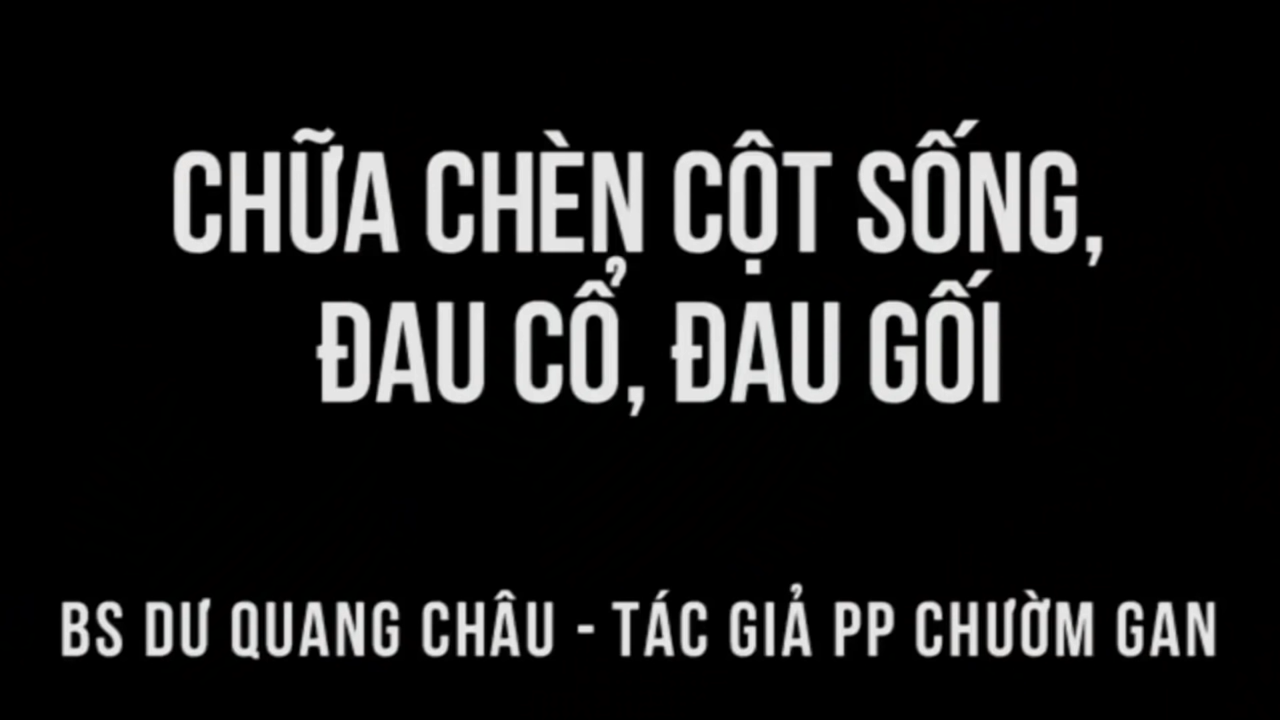 CHỮA CHÈN CỘT SỐNG,
ĐAU CỔ, ĐAU GỐI
BS DƯ QUANG CHÂU - TÁC GIẢ PP CHƯỜM GAN